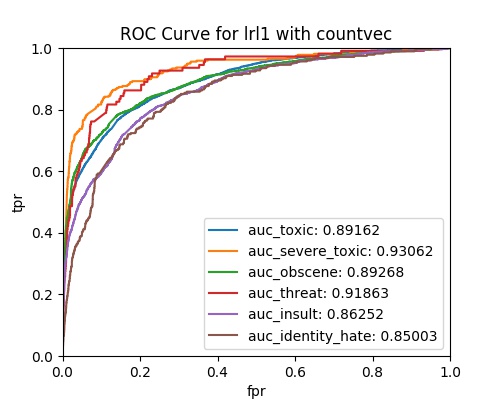 ROC Curve for lrl1 with countvec
1.0
0.8
0.6
0.4
0.2
0.0
tpr
auc_toxic: 0.89162
auc_severe_toxic: 0.93062
auc_obscene: 0.89268
auc_threat: 0.91863
auc_insult: 0.86252
auc_identity_hate: 0.85003
0.0 0.2 0.4 0.6 0.8 1.0
fpr